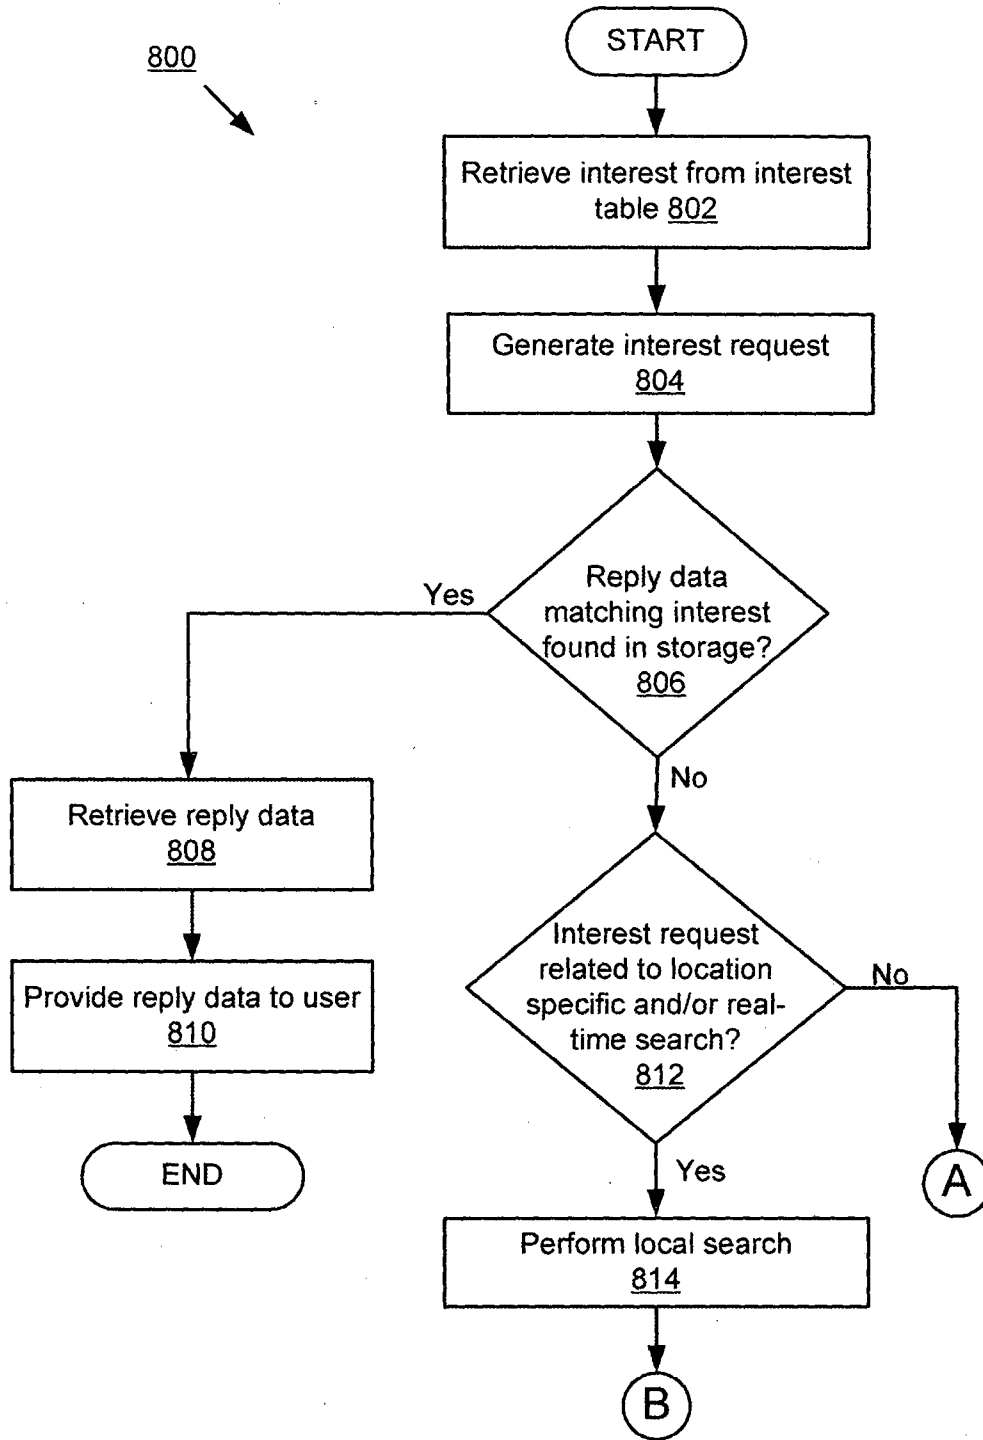 800
START
Retrieve interest from interest
table 802
Generate interest request
804
Reply data
matching interest
found in storage?
806
Yes
No
Retrieve reply data
808
Provide reply data to user
810
END
Interest request
related to location
specific and/or real-
time search?
812
No
A
Yes
Perform local search
814
B